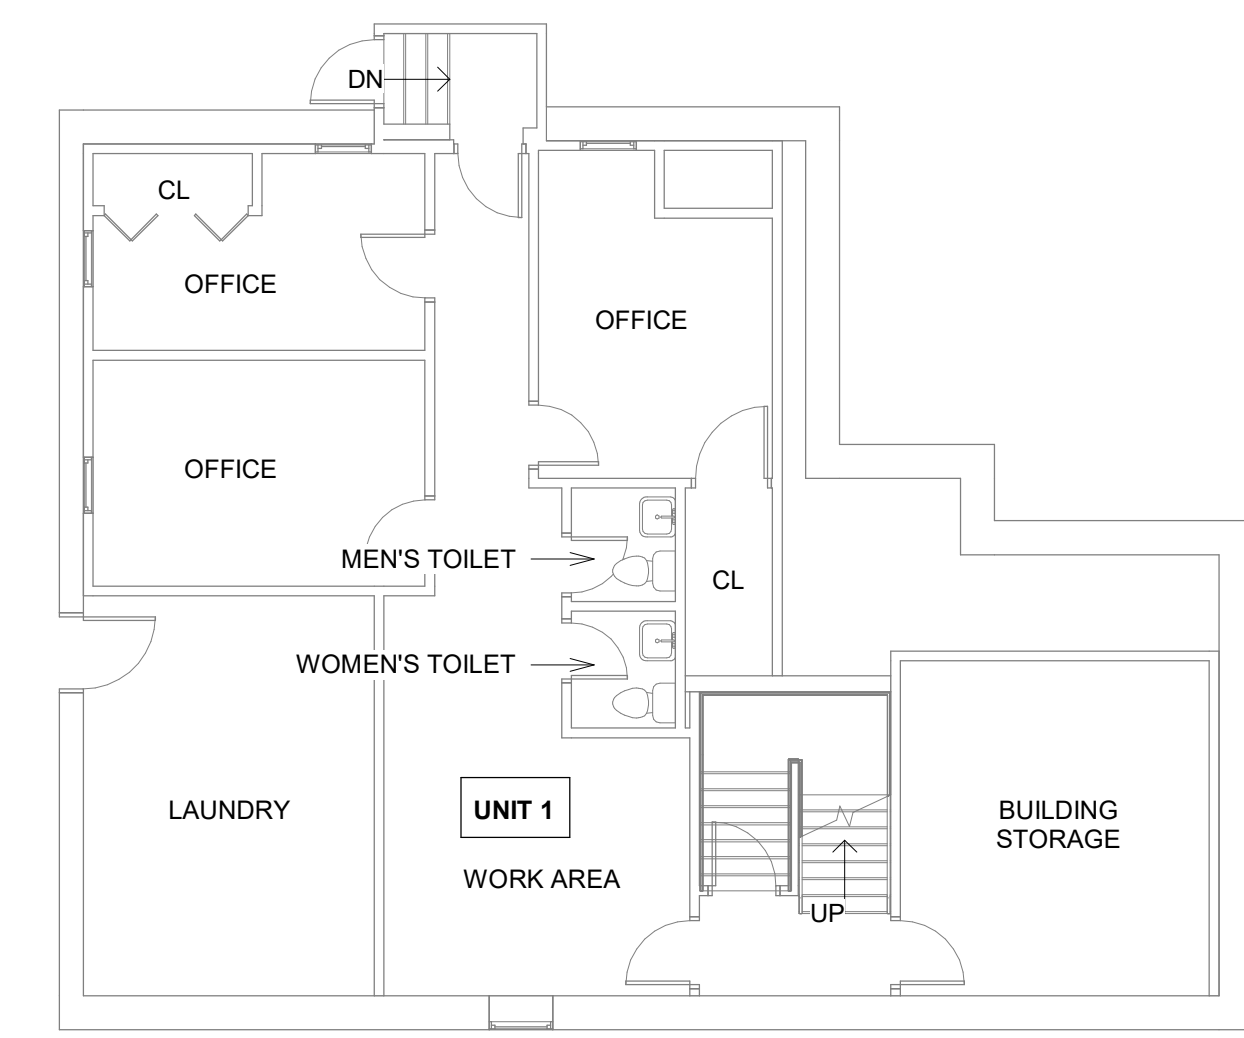 DN
CL
OFFICE
OFFICE
OFFICE
MEN'S TOILET
CL
WOMEN'S TOILET
LAUNDRY
UNIT 1
WORK AREA
BUILDING
STORAGE
UP